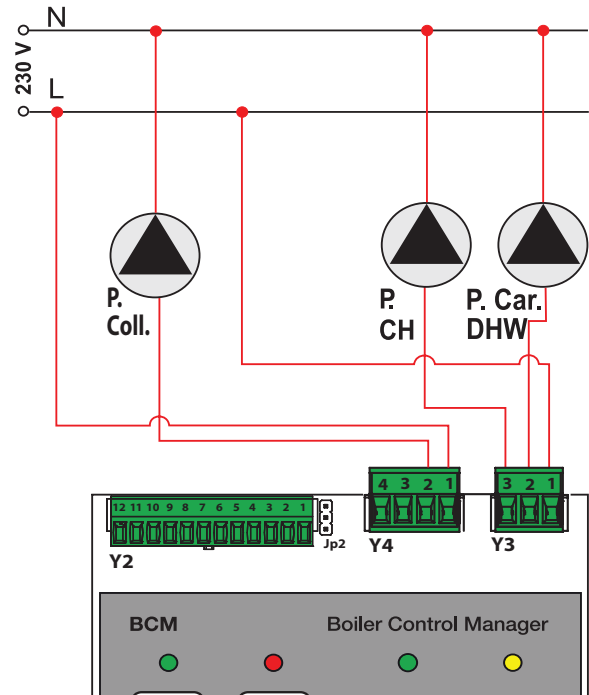 N
230 V
L
P.
Coll.
P.
CH
P. Car.
DHW
4 3 2 1
3 2 1
12 11 10 9 8 7 6 5 4 3 2 1
Jp2
Y4
Y3
Y2
BCM
Boiler Control Manager